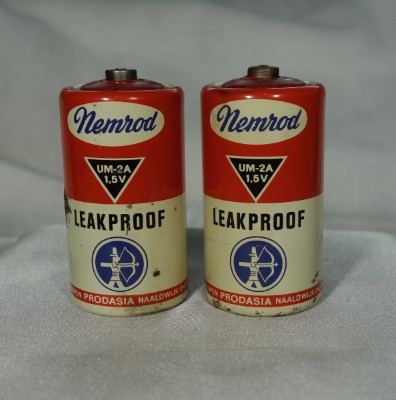 Nemrod
UM-2A
1,5V
LEAKPROOF
PRODASIA NAALDWIJK
Nemrod
UM-2A
1,5V
LEAKPROOF
PRODASIA NAALDWIJK